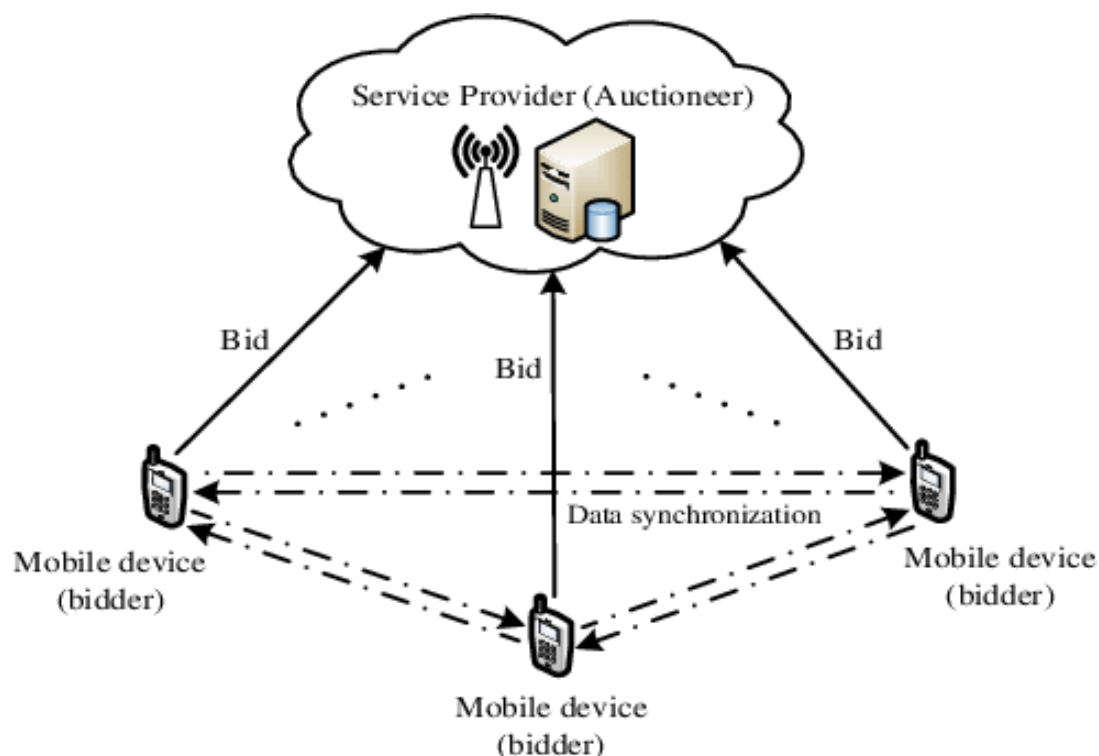 Service Provider (Auctioneer)
Bid
Bid
Bid
Data synchronization
Mobile device
(bidder)
Mobile device
(bidder)
Mobile device
(bidder)